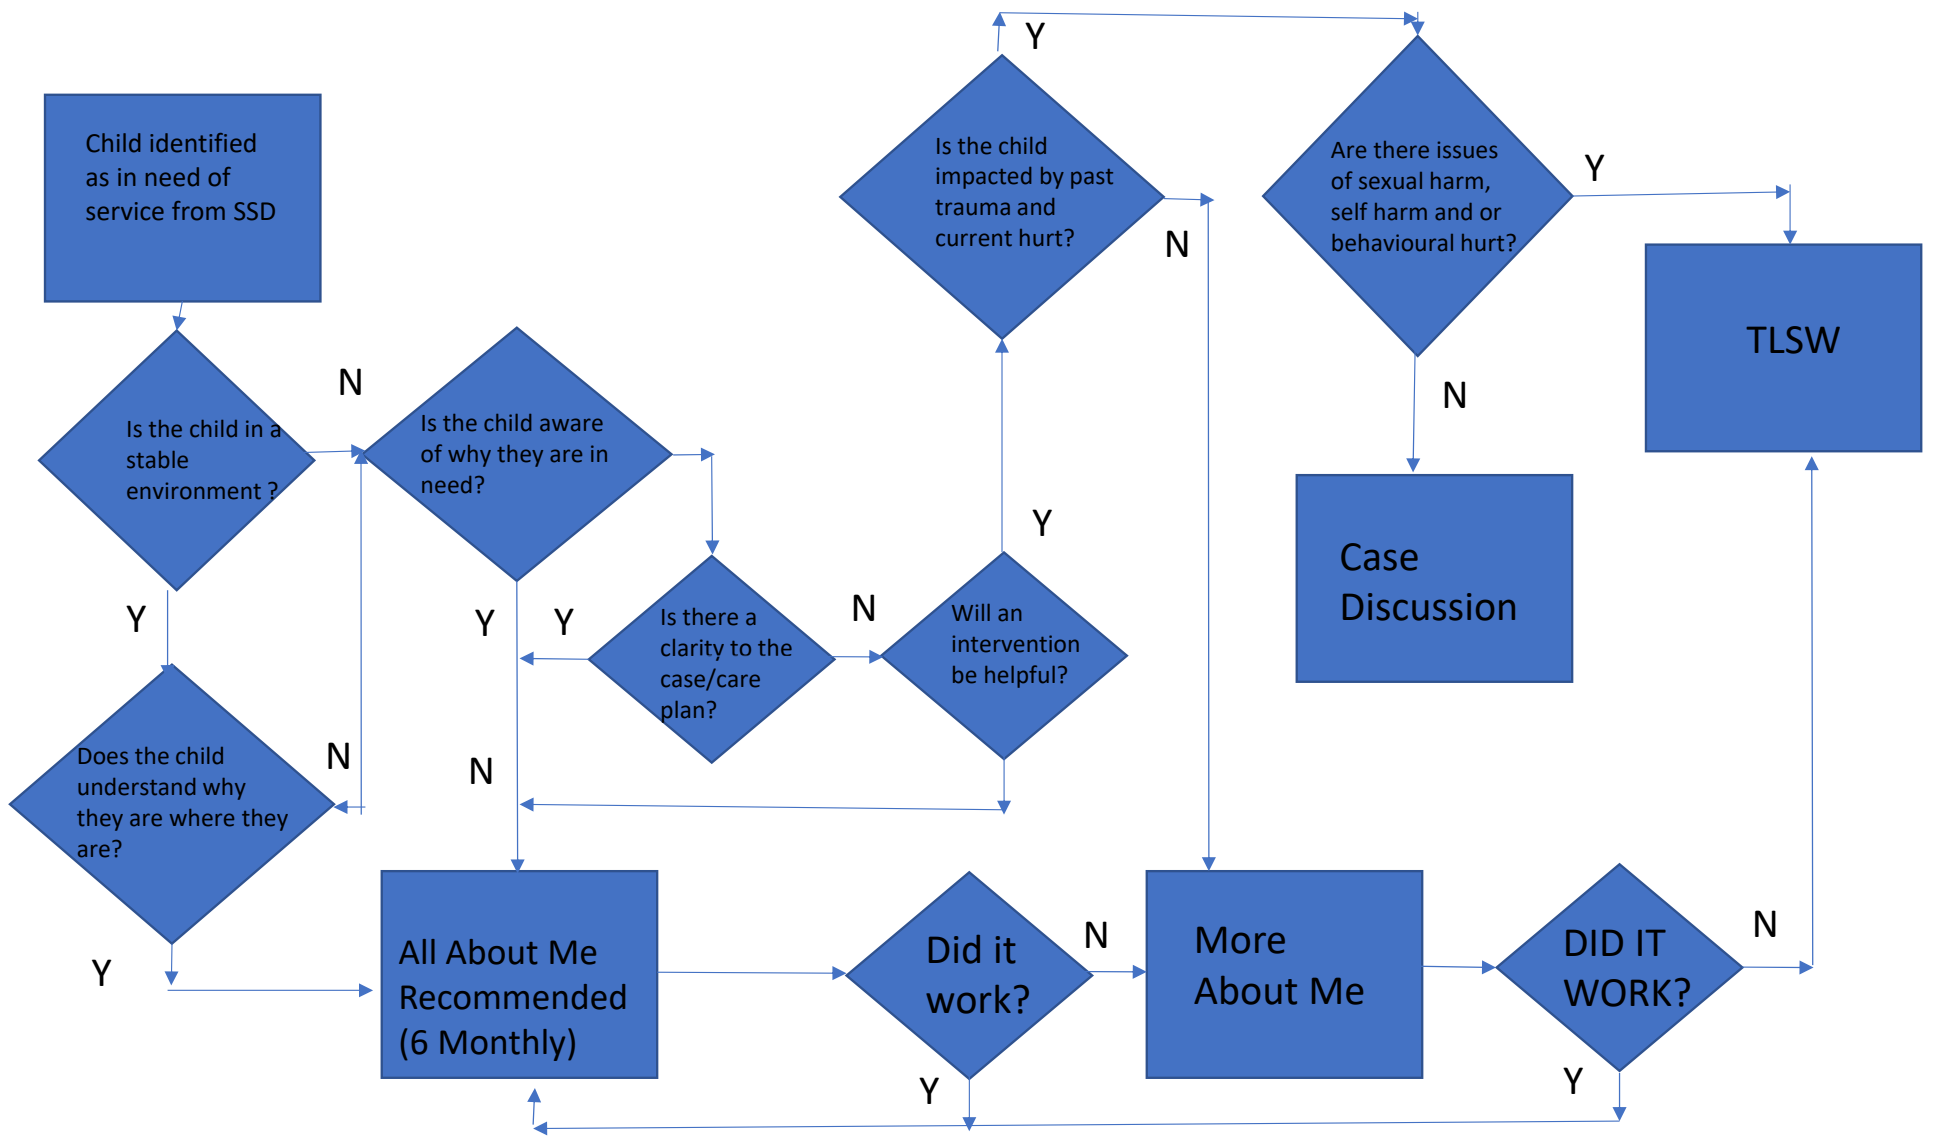 Child identified
as in need of
service from SSD
Is the child in a
stable
environment ?
N
Y
Does the child
understand why
they are where they
are?
N
Y
Is the child aware
of why they are in
need?
Y
N
Is there a
clarity to the
case/care
plan?
Y
N
Will an
intervention
be helpful?
Y
Is the child
impacted by past
trauma and
current hurt?
Y
N
Are there issues
of sexual harm,
self harm and or
behavioural hurt?
Y
N
TLSW
Case
Discussion
All About Me
Recommended
(6 Monthly)
Did it
work?
N
Y
More
About Me
DID IT
WORK?
N
Y